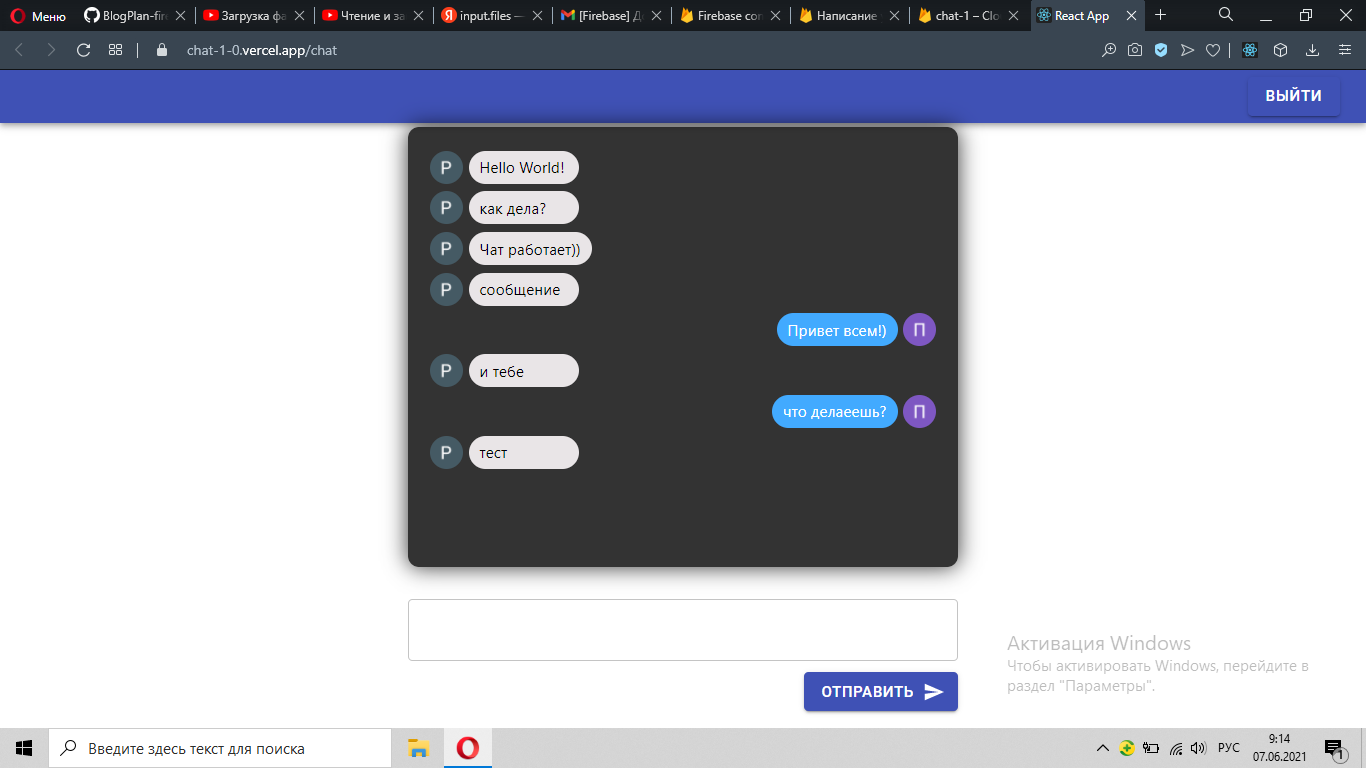 Меню
BlogPlan-fire
Загрузка фа
Чтение и за
input.files —
[Firebase] Д
Firebase con
Написание
chat-1 – Clo
React App
chat-1-0.vercel.app/chat
ВЫЙТИ
P Hello World!
P как дела?
P Чат работает))
P сообщение
Привет всем!) П
P и тебе
что делаеешь? П
P тест
ОТПРАВИТЬ
Активация Windows
Чтобы активировать Windows, перейдите в
раздел "Параметры".
Введите здесь текст для поиска
РУС
9:14
07.06.2021
1